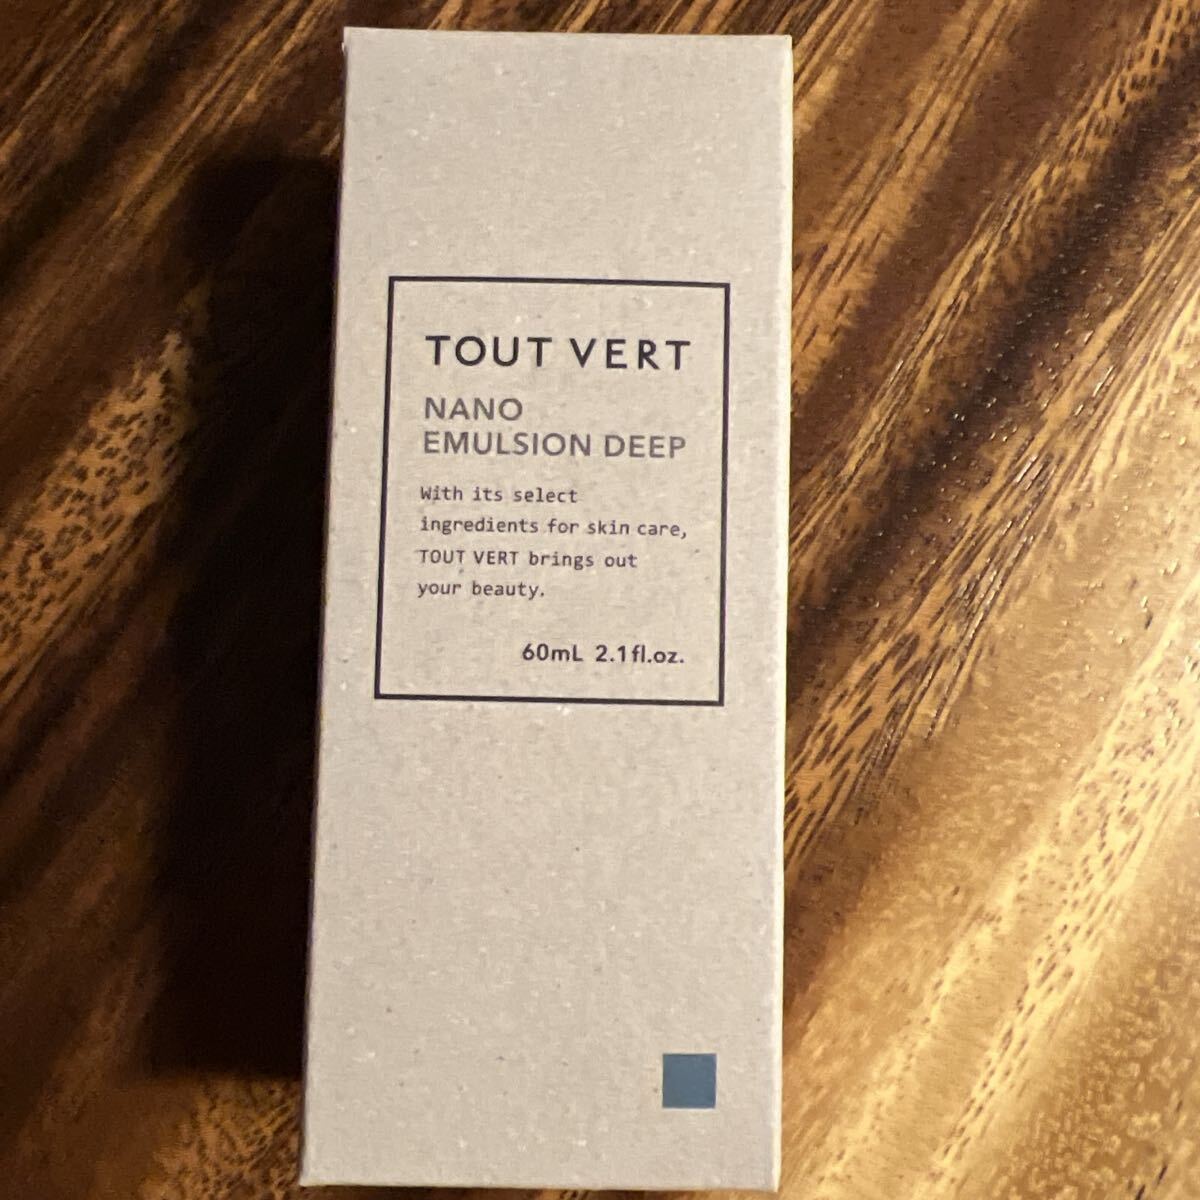 TOUT VERT
NANO
EMULSION DEEP
With its select
ingredients for skin care,
TOUT VERT brings out
your beauty.
60mL 2.1fl.oz.